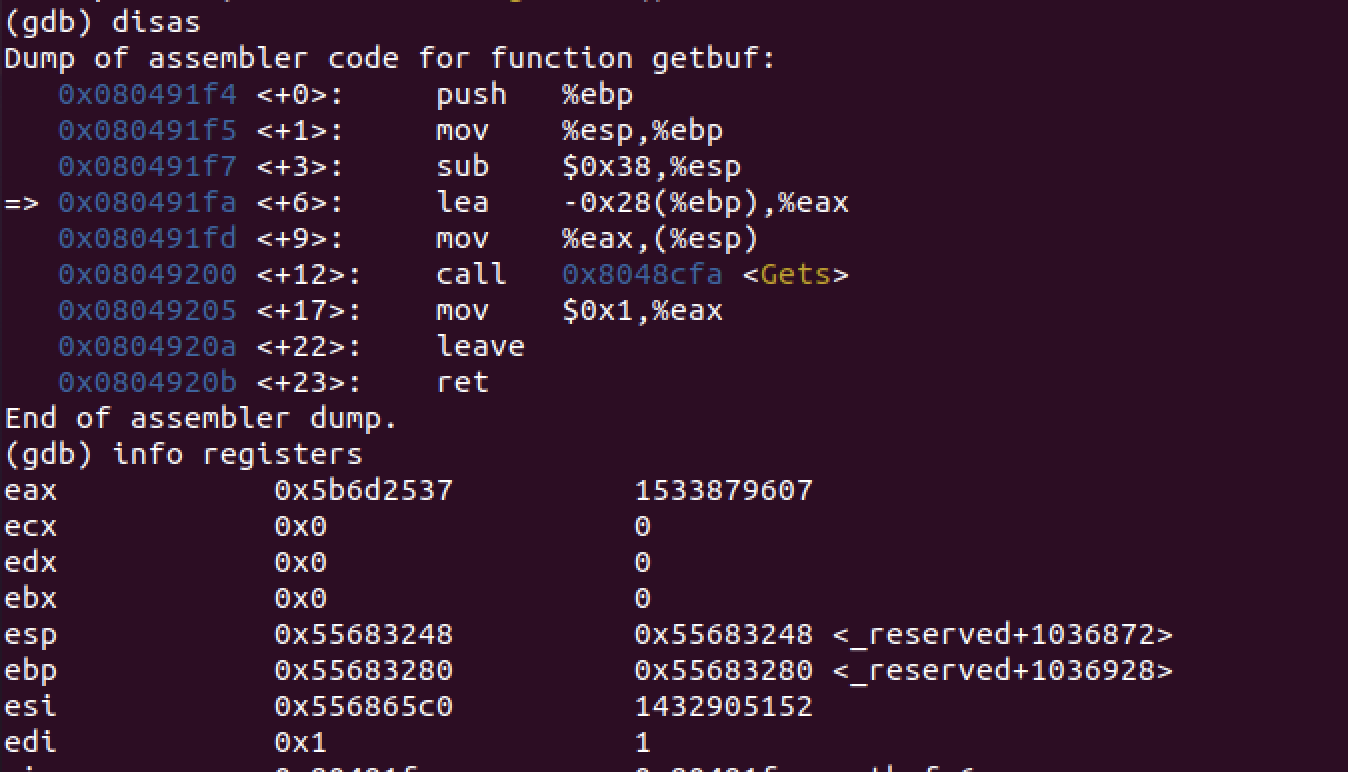 (gdb) disas
Dump of assembler code for function getbuf:
   0x080491f4 <+0>:     push   %ebp
   0x080491f5 <+1>:     mov    %esp,%ebp
   0x080491f7 <+3>:     sub    $0x38,%esp
=> 0x080491fa <+6>:     lea    -0x28(%ebp),%eax
   0x080491fd <+9>:     mov    %eax,(%esp)
   0x08049200 <+12>:    call   0x8048cfa <Gets>
   0x08049205 <+17>:    mov    $0x1,%eax
   0x0804920a <+22>:    leave
   0x0804920b <+23>:    ret
End of assembler dump.
(gdb) info registers
eax            0x5b6d2537          1533879607
ecx            0x0                 0
edx            0x0                 0
ebx            0x0                 0
esp            0x55683248          0x55683248 <_reserved+1036872>
ebp            0x55683280          0x55683280 <_reserved+1036928>
esi            0x556865c0          1432905152
edi            0x1                 1